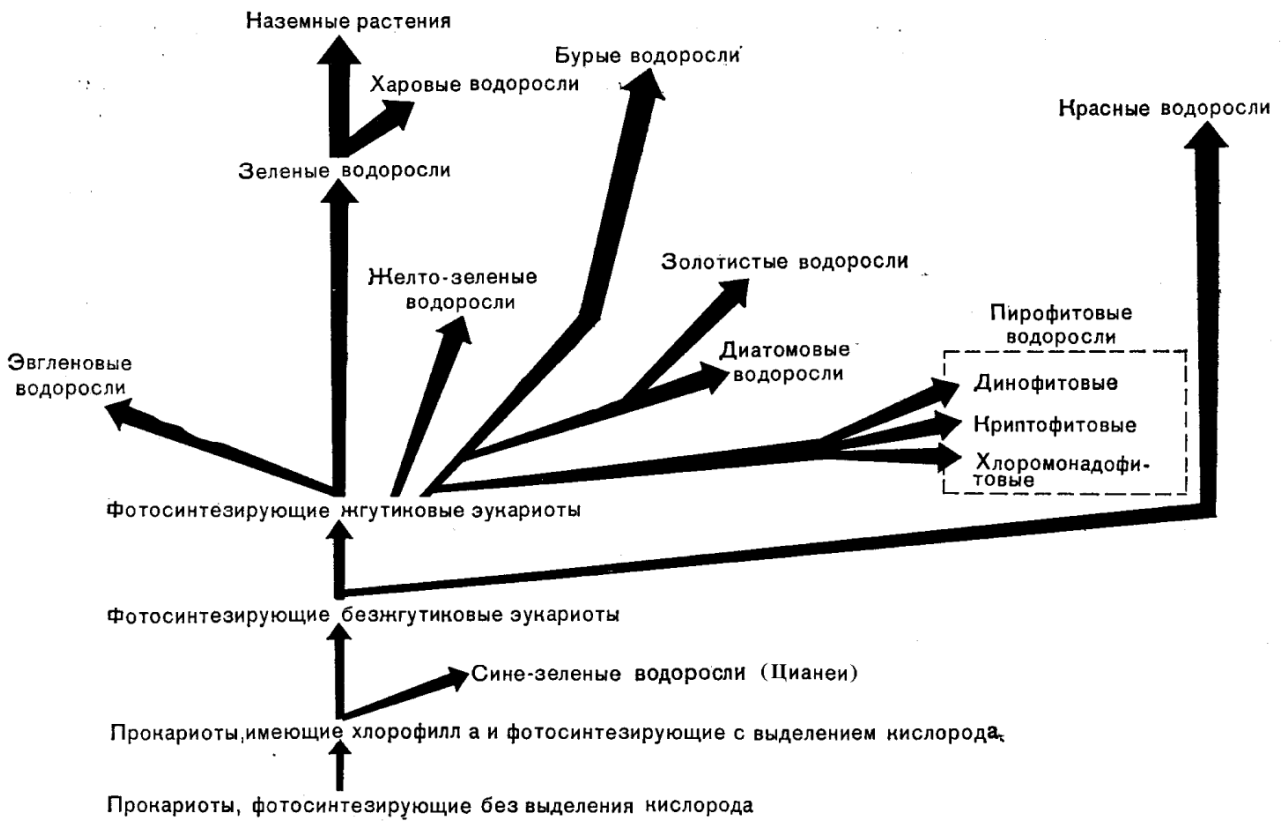 Наземные растения
Бурые водоросли
Харовые водоросли
Красные водоросли
Зеленые водоросли
Золотистые водоросли
Желто-зеленые
водоросли
Пирофитовые
водоросли
Эвгленовые
водоросли
Диатомовые
водоросли
Динофитовые
Криптофитовые
Хлоромонадофи-
товые
Фотосинтезирующие жгутиковые эукариоты
Фотосинтезирующие безжгутиковые эукариоты
Сине-зеленые водоросли (Цианеи)
Прокариоты, имеющие хлорофилл а и фотосинтезирующие с выделением кислорода
Прокариоты, фотосинтезирующие без выделения кислорода